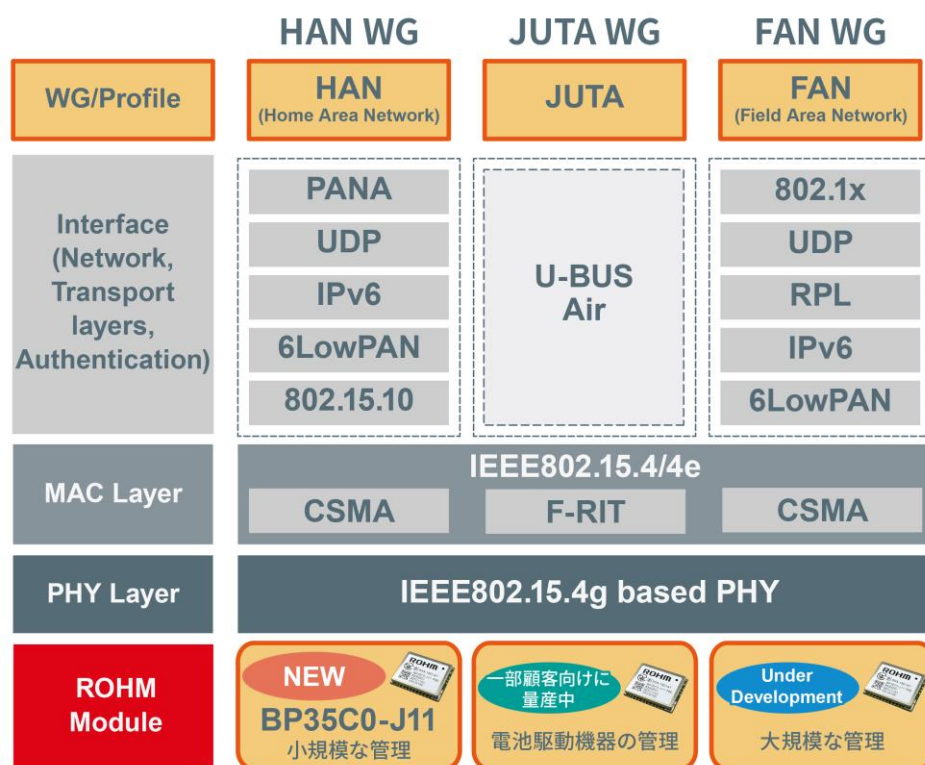 HAN WG
JUTA WG
FAN WG
WG/Profile
HAN
(Home Area Network)
JUTA
FAN
(Field Area Network)
Interface
(Network,
Transport
layers,
Authentication)
PANA
UDP
IPv6
6LowPAN
802.15.10
U-BUS
Air
802.1x
UDP
RPL
IPv6
6LowPAN
MAC Layer
IEEE802.15.4/4e
CSMA
F-RIT
CSMA
PHY Layer
IEEE802.15.4g based PHY
ROHM
Module
NEW
ROHM
BP35C0-J11
小規模な管理
一部顧客向けに
量産中
ROHM
電池駆動機器の管理
Under
Development
ROHM
大規模な管理